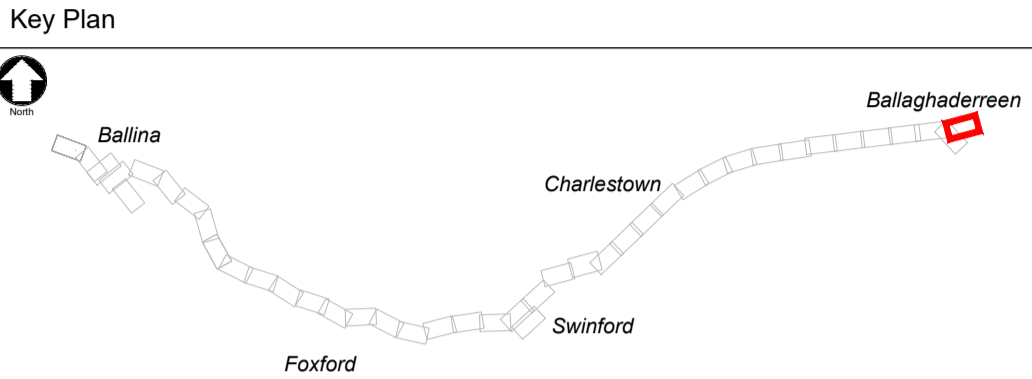 Key Plan
North
Ballaghaderreen
Ballina
Charlestown
Swinford
Foxford